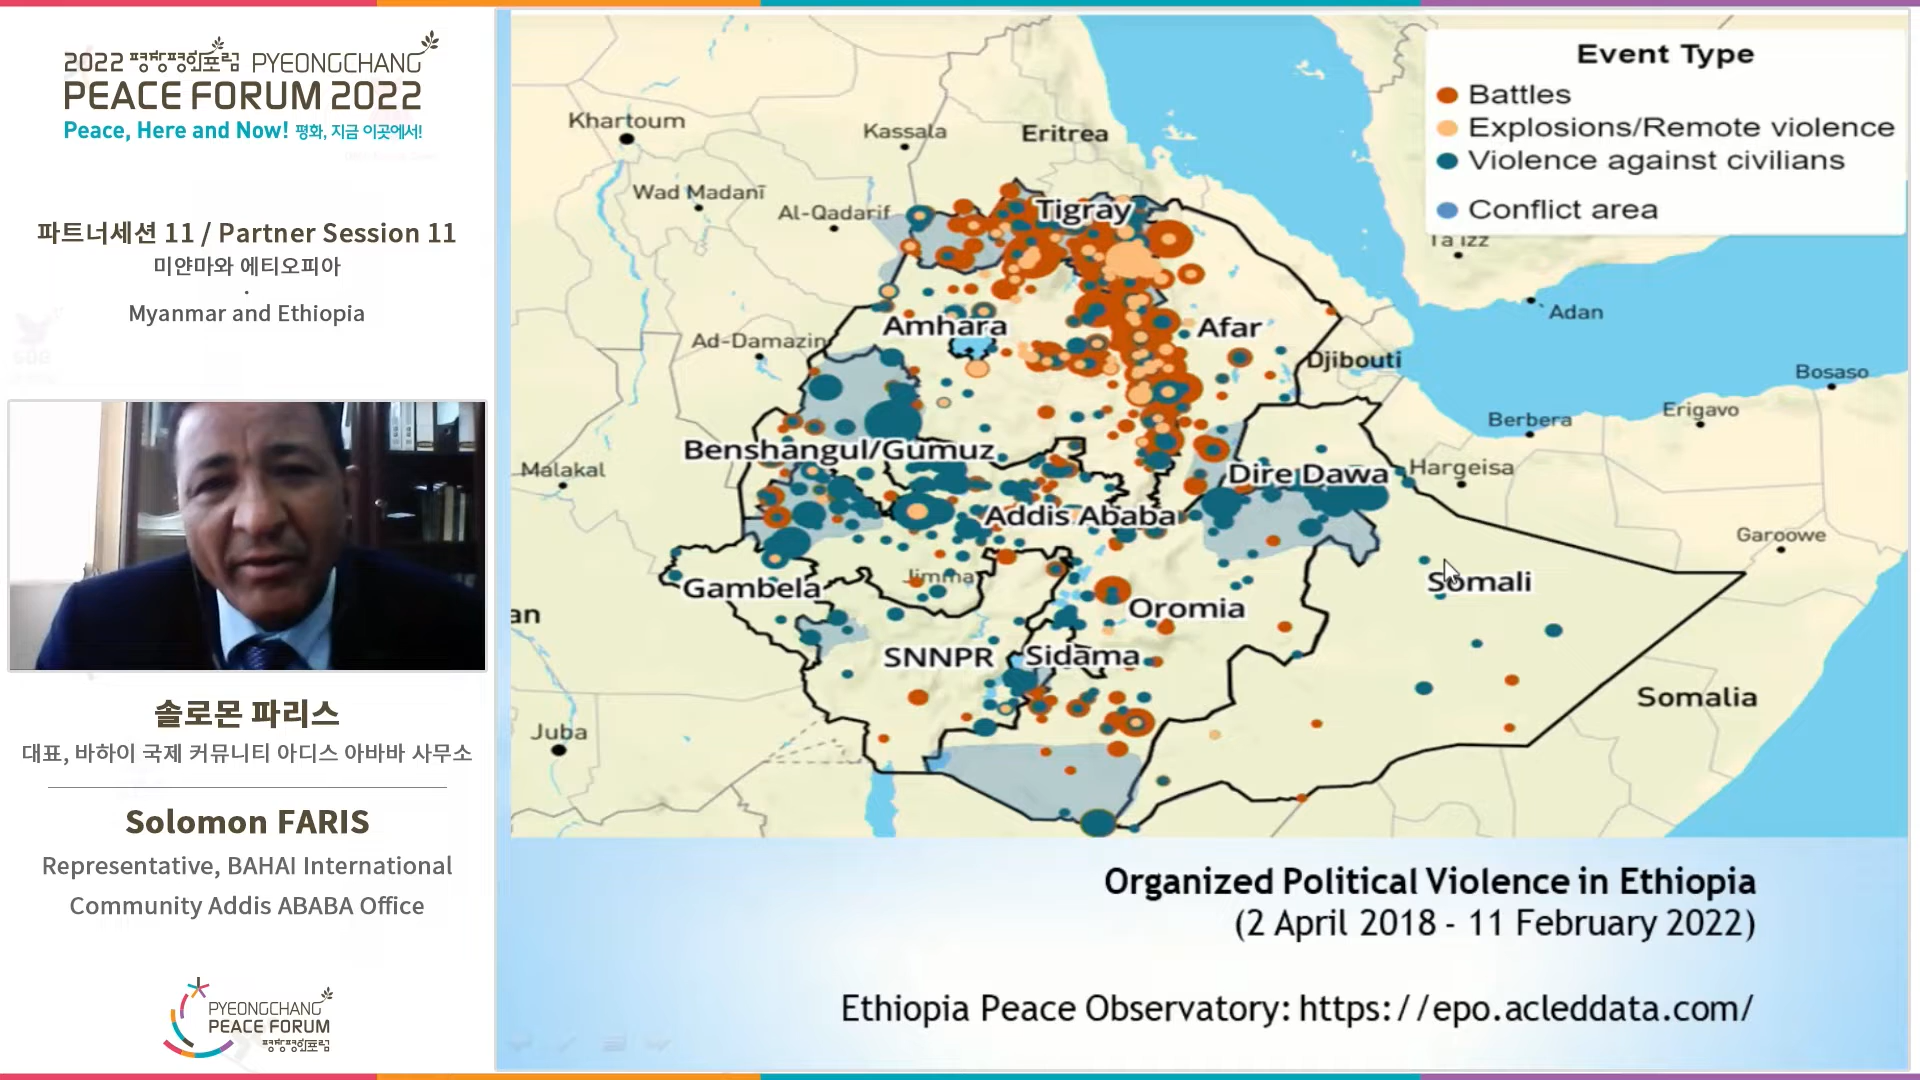 2022 평창평화포럼 PYEONGCHANG
PEACE FORUM 2022
Peace, Here and Now! 평화, 지금 이곳에서!
파트너세션 11 / Partner Session 11
미얀마와 에티오피아
·
Myanmar and Ethiopia
솔로몬 파리스
대표, 바하이 국제 커뮤니티 아디스 아바바 사무소
Solomon FARIS
Representative, BAHAI International
Community Addis ABABA Office
PYEONGCHANG
PEACE FORUM
평창평화포럼
Event Type
Battles
Explosions/Remote violence
Violence against civilians
Conflict area
Khartoum
Kassala
Eritrea
Wad Madanī
Al-Qadarif
Tigray
Ta'izz
Adan
Amhara
Afar
Ad-Damazin
Djibouti
Bosaso
Berbera
Erigavo
Benshangul/Gumuz
Malakal
Dire Dawa
Hargeisa
Addis Ababa
Garoowe
Jimma
Gambela
Somali
an
Oromia
SNNPR
Sidama
Somalia
Juba
Organized Political Violence in Ethiopia
(2 April 2018 - 11 February 2022)
Ethiopia Peace Observatory: https://epo.acleddata.com/